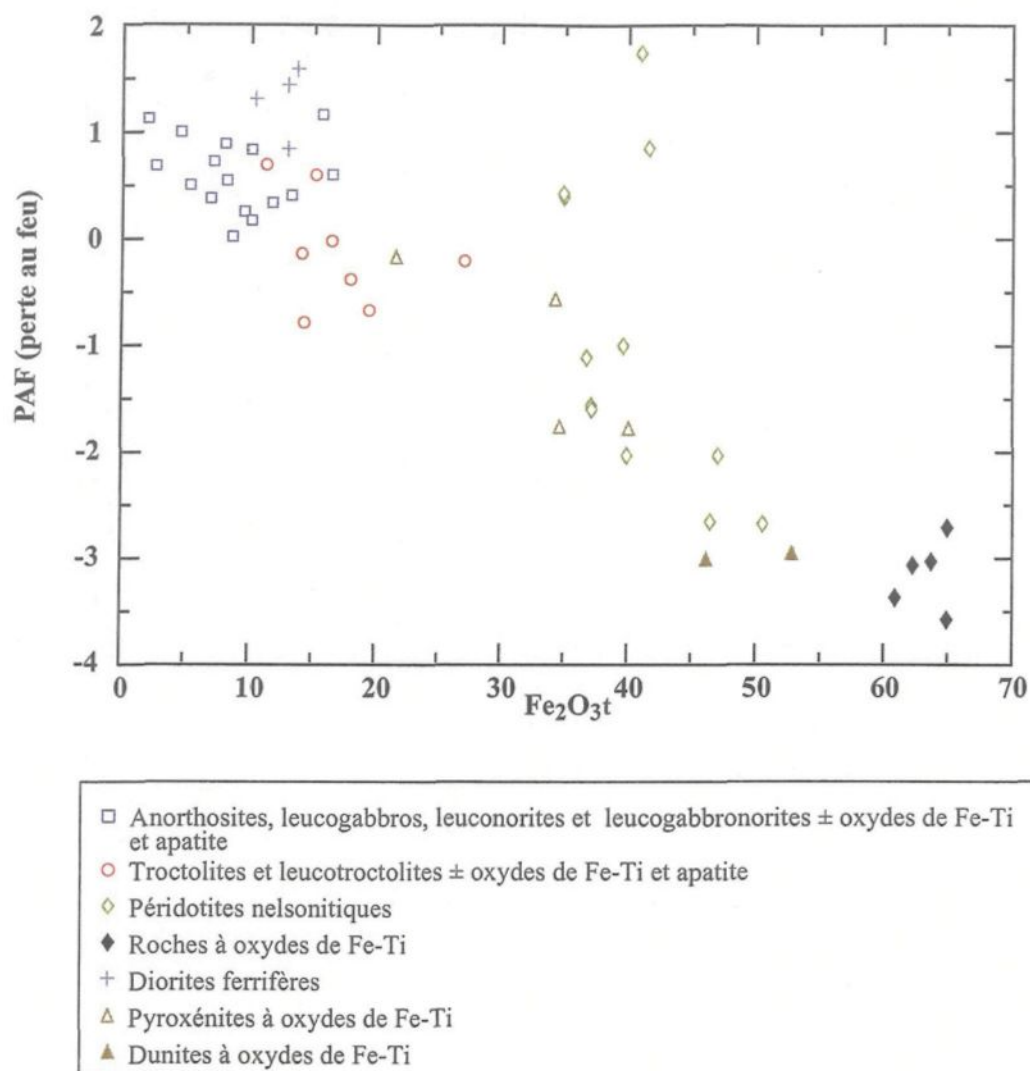 2
1
0
-1
-2
-3
-4
PAF (perte au feu)
0 10 20 30 40 50 60 70
Fe₂O₃t
Anorthosites, leucogabbros, leuconorites et leucogabbronorites ± oxydes de Fe-Ti
et apatite
Troctolites et leucotroctolites ± oxydes de Fe-Ti et apatite
Péridotites nelsonitiques
Roches à oxydes de Fe-Ti
Diorites ferrifères
Pyroxénites à oxydes de Fe-Ti
Dunites à oxydes de Fe-Ti